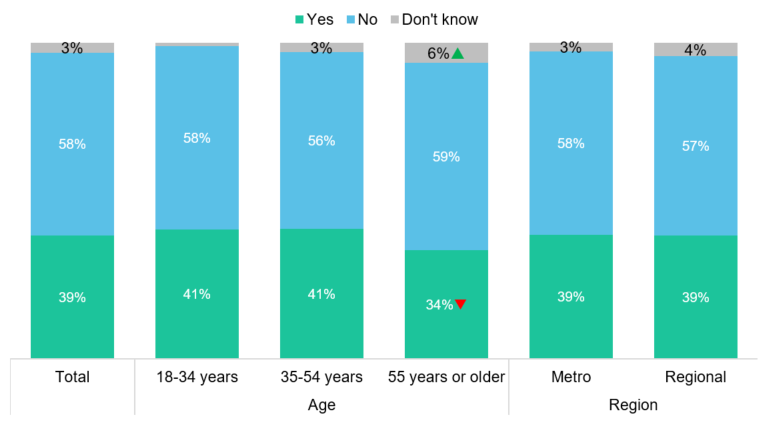 Yes No Don't know
3% 3% 6% 3% 4%
58% 58% 56% 59% 58% 57%
39% 41% 41% 34% 39% 39%
Total 18-34 years 35-54 years 55 years or older Metro Regional
Age Region